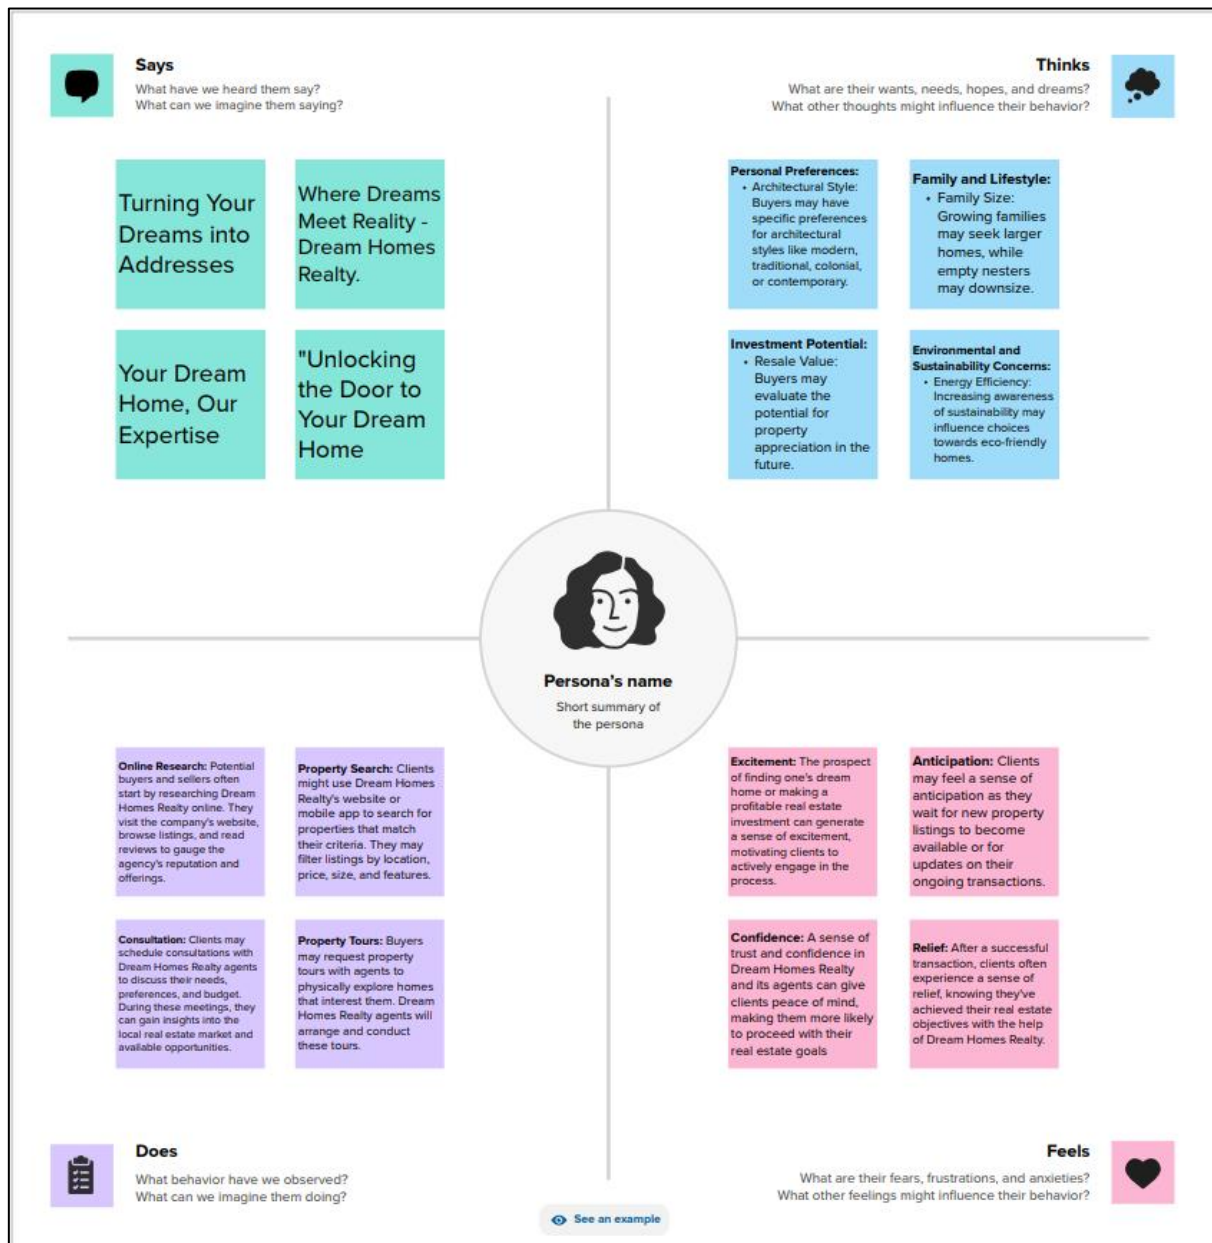 Says
What have we heard them say?
What can we imagine them saying?
Turning Your
Dreams into
Addresses
Where Dreams
Meet Reality -
Dream Homes
Realty.
Your Dream
Home, Our
Expertise
"Unlocking
the Door to
Your Dream
Home
Thinks
What are their wants, needs, hopes, and dreams?
What other thoughts might influence their behavior?
Personal Preferences:
• Architectural Style:
Buyers may have
specific preferences
for architectural
styles like modern,
traditional, colonial,
or contemporary.
Family and Lifestyle:
• Family Size:
Growing families
may seek larger
homes, while
empty nesters
may downsize.
Investment Potential:
• Resale Value:
Buyers may
evaluate the
potential for
property
appreciation in the
future.
Environmental and
Sustainability Concerns:
• Energy Efficiency:
Increasing awareness
of sustainability may
influence choices
towards eco-friendly
homes.
Persona's name
Short summary of
the persona
Online Research: Potential
buyers and sellers often
start by researching Dream
Homes Realty online. They
visit the company's website,
browse listings, and read
reviews to gauge the
agency's reputation and
offerings.
Property Search: Clients
might use Dream Homes
Realty's website or
mobile app to search for
properties that match
their criteria. They may
filter listings by location,
price, size, and features.
Consultation: Clients may
schedule consultations with
Dream Homes Realty agents
to discuss their needs,
preferences, and budget.
During these meetings, they
can gain insights into the
local real estate market and
available opportunities.
Property Tours: Buyers
may request property
tours with agents to
physically explore homes
that interest them. Dream
Homes Realty agents will
arrange and conduct
these tours.
Does
What behavior have we observed?
What can we imagine them doing?
Excitement: The prospect
of finding one's dream
home or making a
profitable real estate
investment can generate
a sense of excitement,
motivating clients to
actively engage in the
process.
Anticipation: Clients
may feel a sense of
anticipation as they
wait for new property
listings to become
available or for
updates on their
ongoing transactions.
Confidence: A sense of
trust and confidence in
Dream Homes Realty
and its agents can give
clients peace of mind,
making them more likely
to proceed with their
real estate goals
Relief: After a successful
transaction, clients often
experience a sense of
relief, knowing they've
achieved their real estate
objectives with the help
of Dream Homes Realty.
Feels
What are their fears, frustrations, and anxieties?
What other feelings might influence their behavior?
See an example